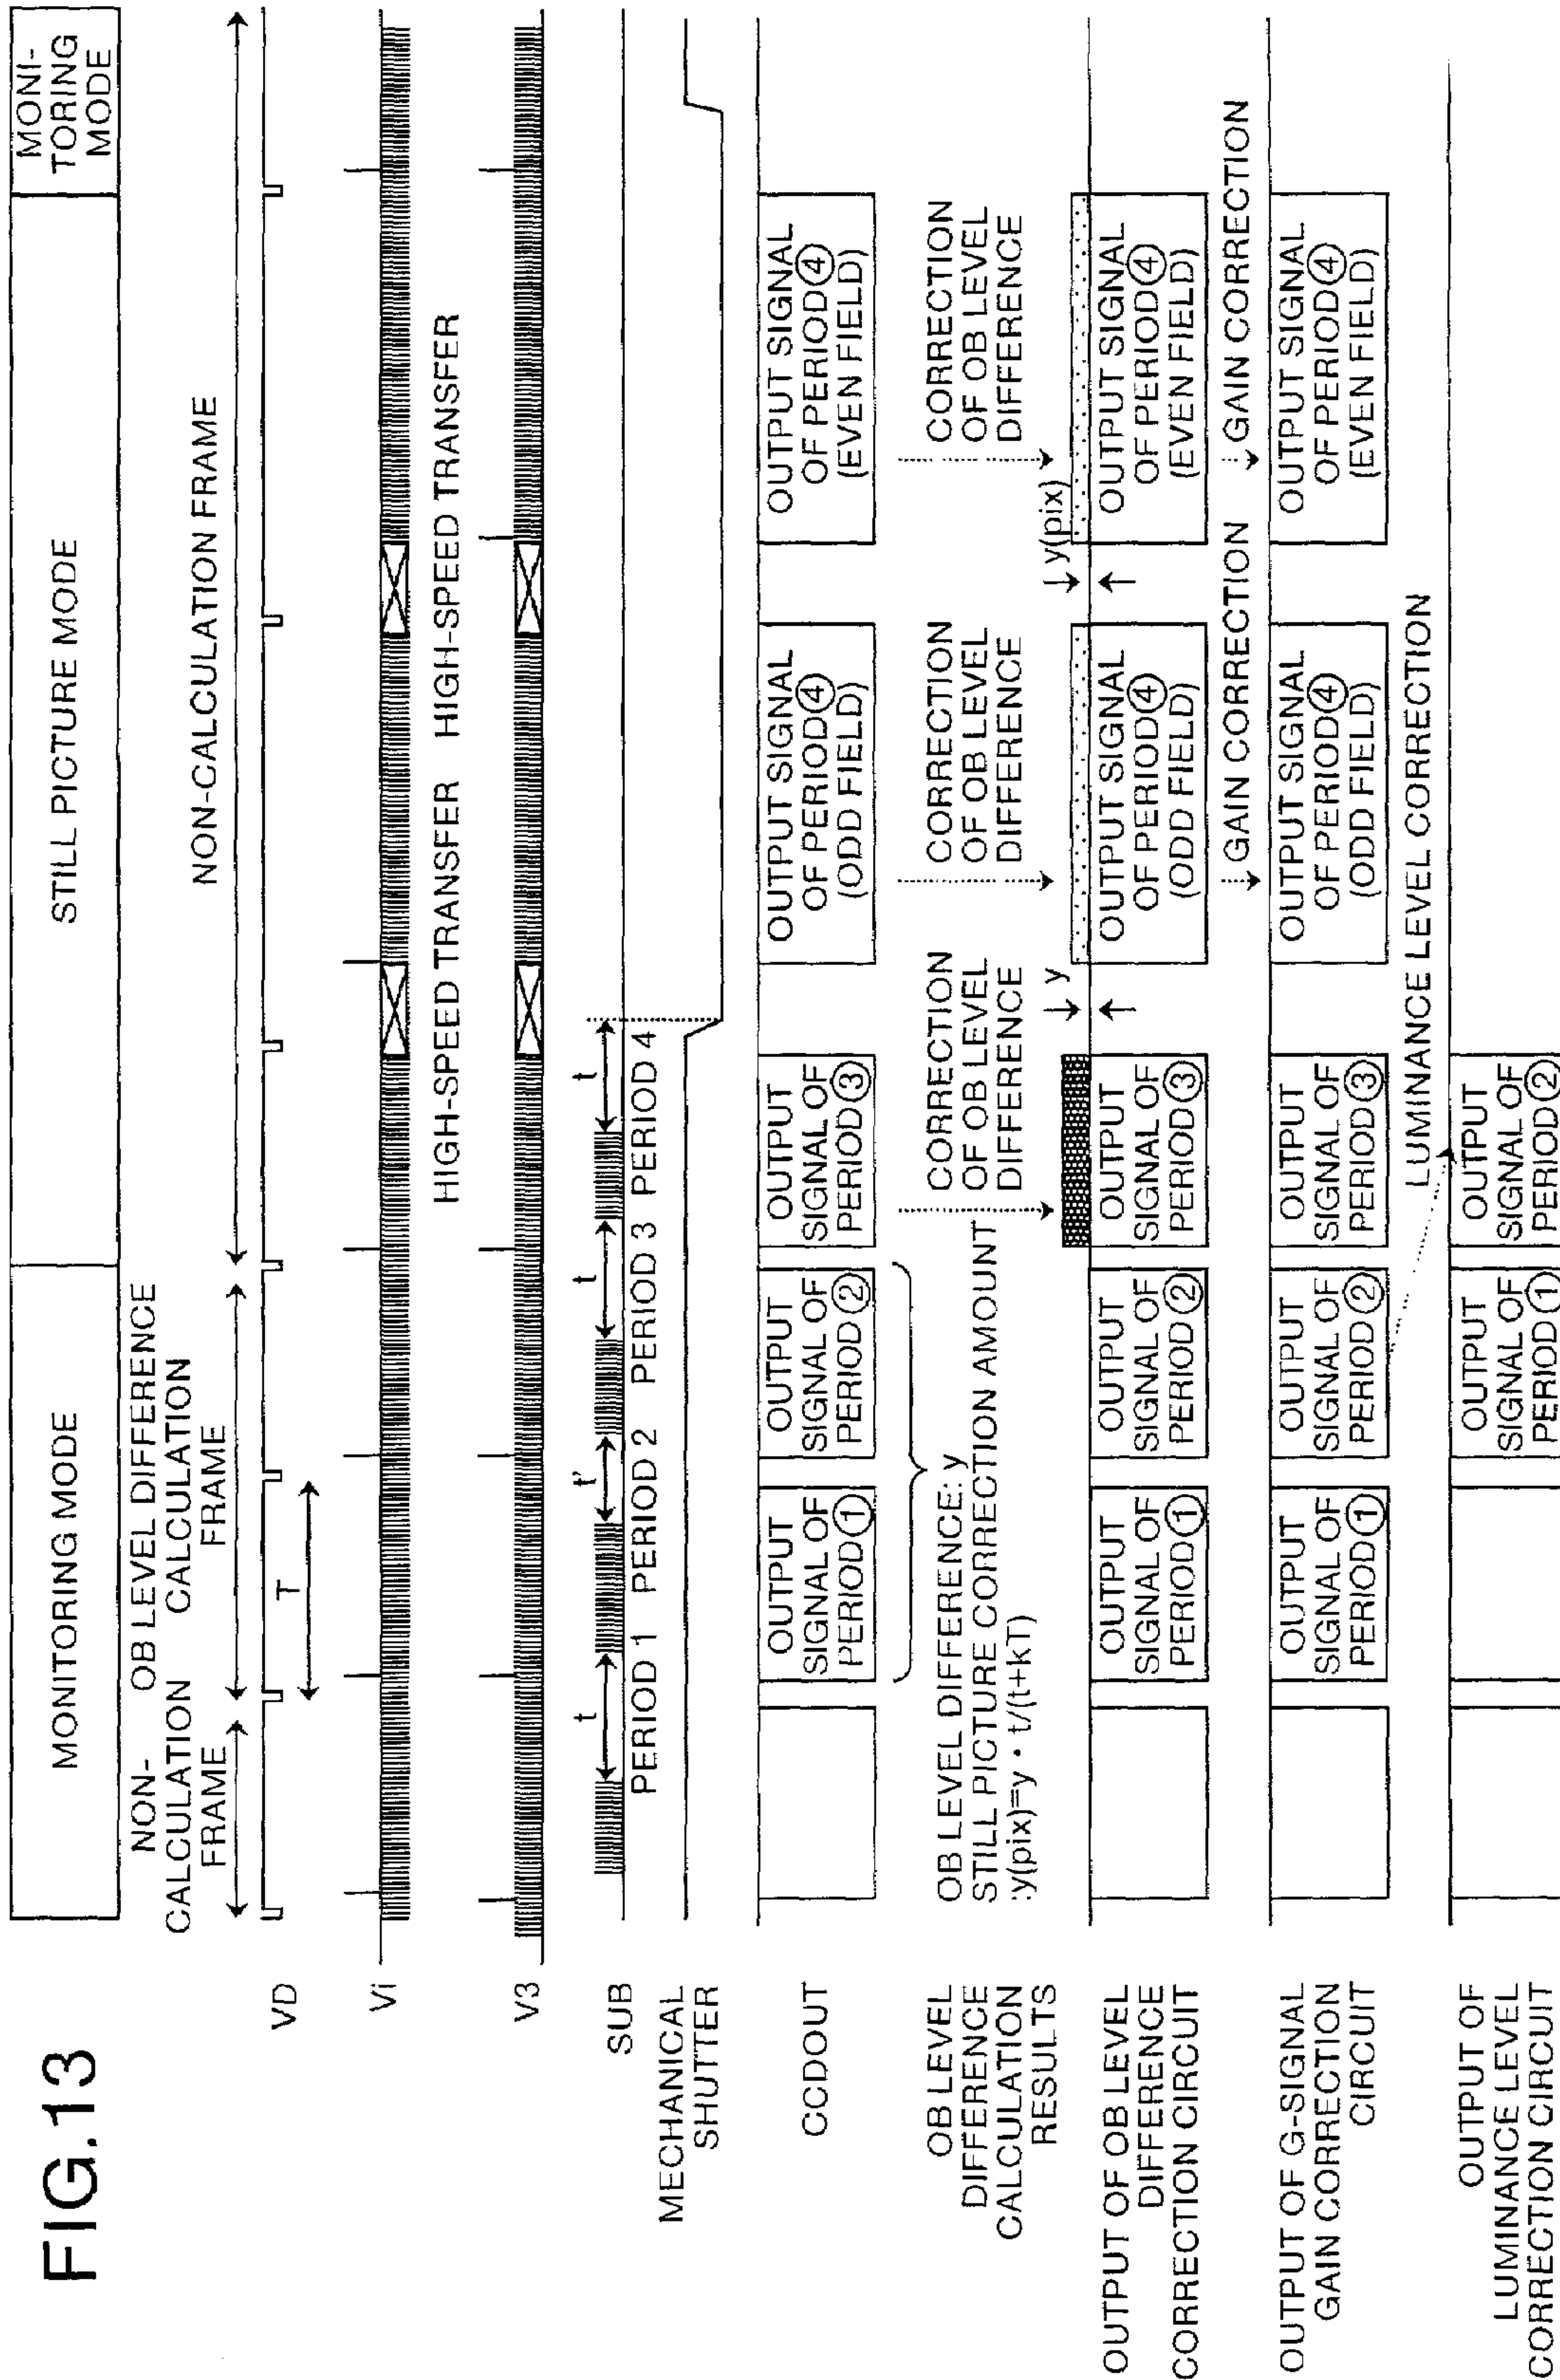 FIG.13
MONITORING MODE
STILL PICTURE MODE
MONI-
TORING
MODE
NON-
CALCULATION
FRAME
OB LEVEL DIFFERENCE
CALCULATION
FRAME
NON-CALCULATION FRAME
VD
T
Vi
HIGH-SPEED TRANSFER
HIGH-SPEED TRANSFER
V3
SUB
t
t'
t
t
PERIOD 1
PERIOD 2
PERIOD 3
PERIOD 4
MECHANICAL
SHUTTER
CCDOUT
OUTPUT
SIGNAL OF
PERIOD①
OUTPUT
SIGNAL OF
PERIOD②
OUTPUT
SIGNAL OF
PERIOD③
OUTPUT SIGNAL
OF PERIOD④
(ODD FIELD)
OUTPUT SIGNAL
OF PERIOD④
(EVEN FIELD)
OB LEVEL
DIFFERENCE
CALCULATION
RESULTS
OB LEVEL DIFFERENCE: y
STILL PICTURE CORRECTION AMOUNT
:y(pix)=y・t/(t+kT)
CORRECTION
OF OB LEVEL
DIFFERENCE
CORRECTION
OF OB LEVEL
DIFFERENCE
CORRECTION
OF OB LEVEL
DIFFERENCE
y
y(pix)
OUTPUT OF OB LEVEL
DIFFERENCE
CORRECTION CIRCUIT
OUTPUT
SIGNAL OF
PERIOD①
OUTPUT
SIGNAL OF
PERIOD②
OUTPUT
SIGNAL OF
PERIOD③
OUTPUT SIGNAL
OF PERIOD④
(ODD FIELD)
OUTPUT SIGNAL
OF PERIOD④
(EVEN FIELD)
GAIN CORRECTION
GAIN CORRECTION
OUTPUT OF G-SIGNAL
GAIN CORRECTION
CIRCUIT
OUTPUT
SIGNAL OF
PERIOD①
OUTPUT
SIGNAL OF
PERIOD②
OUTPUT
SIGNAL OF
PERIOD③
OUTPUT SIGNAL
OF PERIOD④
(ODD FIELD)
OUTPUT SIGNAL
OF PERIOD④
(EVEN FIELD)
LUMINANCE LEVEL CORRECTION
OUTPUT OF
LUMINANCE LEVEL
CORRECTION CIRCUIT
OUTPUT
SIGNAL OF
PERIOD①
OUTPUT
SIGNAL OF
PERIOD②